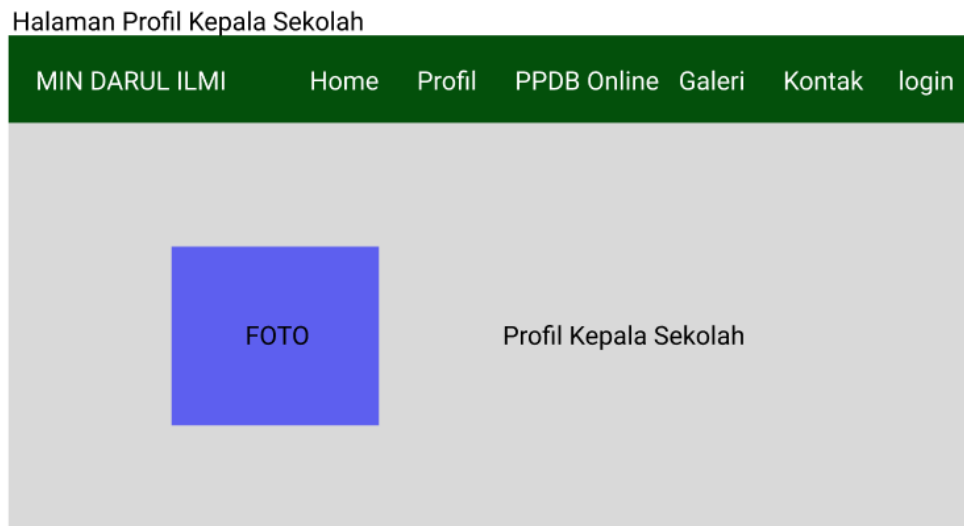 Halaman Profil Kepala Sekolah
MIN DARUL ILMI Home Profil PPDB Online Galeri Kontak login
FOTO Profil Kepala Sekolah